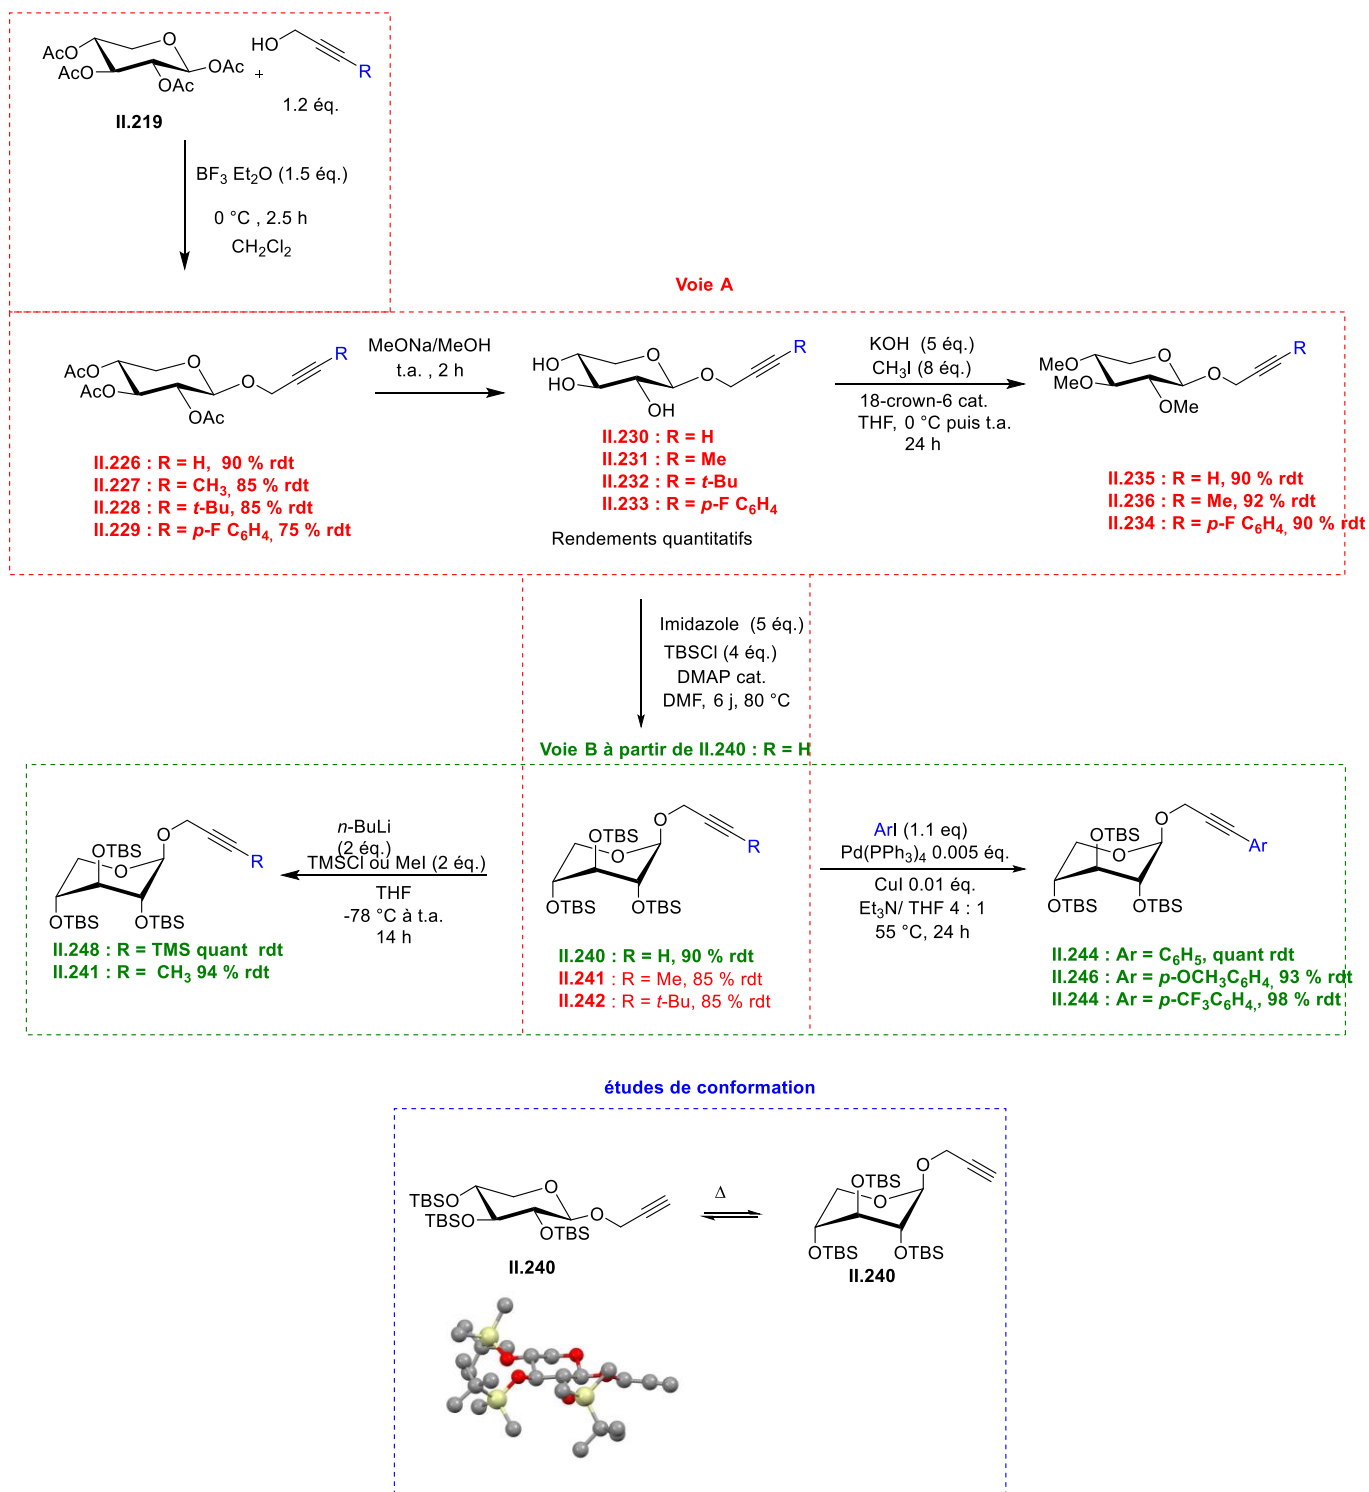 AcO
AcO
O
OAc
OAc
II.219
+
HO
R
1.2 éq.
BF3 Et2O (1.5 éq.)
0 °C , 2.5 h
CH2Cl2
Voie A
AcO
AcO
O
OAc
O
R
II.226 : R = H, 90 % rdt
II.227 : R = CH3, 85 % rdt
II.228 : R = t-Bu, 85 % rdt
II.229 : R = p-F C6H4, 75 % rdt
MeONa/MeOH
t.a. , 2 h
HO
HO
O
OH
O
R
II.230 : R = H
II.231 : R = Me
II.232 : R = t-Bu
II.233 : R = p-F C6H4
Rendements quantitatifs
KOH (5 éq.)
CH3I (8 éq.)
18-crown-6 cat.
THF, 0 °C puis t.a.
24 h
MeO
MeO
O
OMe
O
R
II.235 : R = H, 90 % rdt
II.236 : R = Me, 92 % rdt
II.234 : R = p-F C6H4, 90 % rdt
Imidazole (5 éq.)
TBSCl (4 éq.)
DMAP cat.
DMF, 6 j, 80 °C
Voie B à partir de II.240 : R = H
O
OTBS
O
R
OTBS
OTBS
II.248 : R = TMS quant rdt
II.241 : R = CH3 94 % rdt
n-BuLi
(2 éq.)
TMSCl ou MeI (2 éq.)
THF
-78 °C à t.a.
14 h
O
OTBS
O
R
OTBS
OTBS
II.240 : R = H, 90 % rdt
II.241 : R = Me, 85 % rdt
II.242 : R = t-Bu, 85 % rdt
ArI (1.1 eq)
Pd(PPh3)4 0.005 éq.
CuI 0.01 éq.
Et3N/ THF 4 : 1
55 °C, 24 h
O
OTBS
O
Ar
OTBS
OTBS
II.244 : Ar = C6H5, quant rdt
II.246 : Ar = p-OCH3C6H4, 93 % rdt
II.244 : Ar = p-CF3C6H4,, 98 % rdt
études de conformation
TBSO
TBSO
O
OTBS
O
II.240
Δ
O
OTBS
O
OTBS
OTBS
II.240